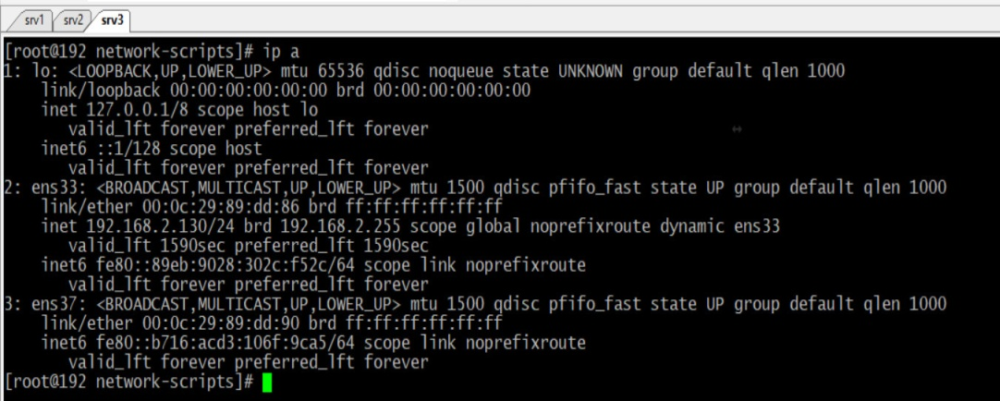 srv1 srv2 srv3
[root@192 network-scripts]# ip a
1: lo: <LOOPBACK,UP,LOWER_UP> mtu 65536 qdisc noqueue state UNKNOWN group default qlen 1000
    link/loopback 00:00:00:00:00:00 brd 00:00:00:00:00:00
    inet 127.0.0.1/8 scope host lo
       valid_lft forever preferred_lft forever
    inet6 ::1/128 scope host
       valid_lft forever preferred_lft forever
2: ens33: <BROADCAST,MULTICAST,UP,LOWER_UP> mtu 1500 qdisc pfifo_fast state UP group default qlen 1000
    link/ether 00:0c:29:89:dd:86 brd ff:ff:ff:ff:ff:ff
    inet 192.168.2.130/24 brd 192.168.2.255 scope global noprefixroute dynamic ens33
       valid_lft 1590sec preferred_lft 1590sec
    inet6 fe80::89eb:9028:302c:f52c/64 scope link noprefixroute
       valid_lft forever preferred_lft forever
3: ens37: <BROADCAST,MULTICAST,UP,LOWER_UP> mtu 1500 qdisc pfifo_fast state UP group default qlen 1000
    link/ether 00:0c:29:89:dd:90 brd ff:ff:ff:ff:ff:ff
    inet6 fe80::b716:acd3:106f:9ca5/64 scope link noprefixroute
       valid_lft forever preferred_lft forever
[root@192 network-scripts]#